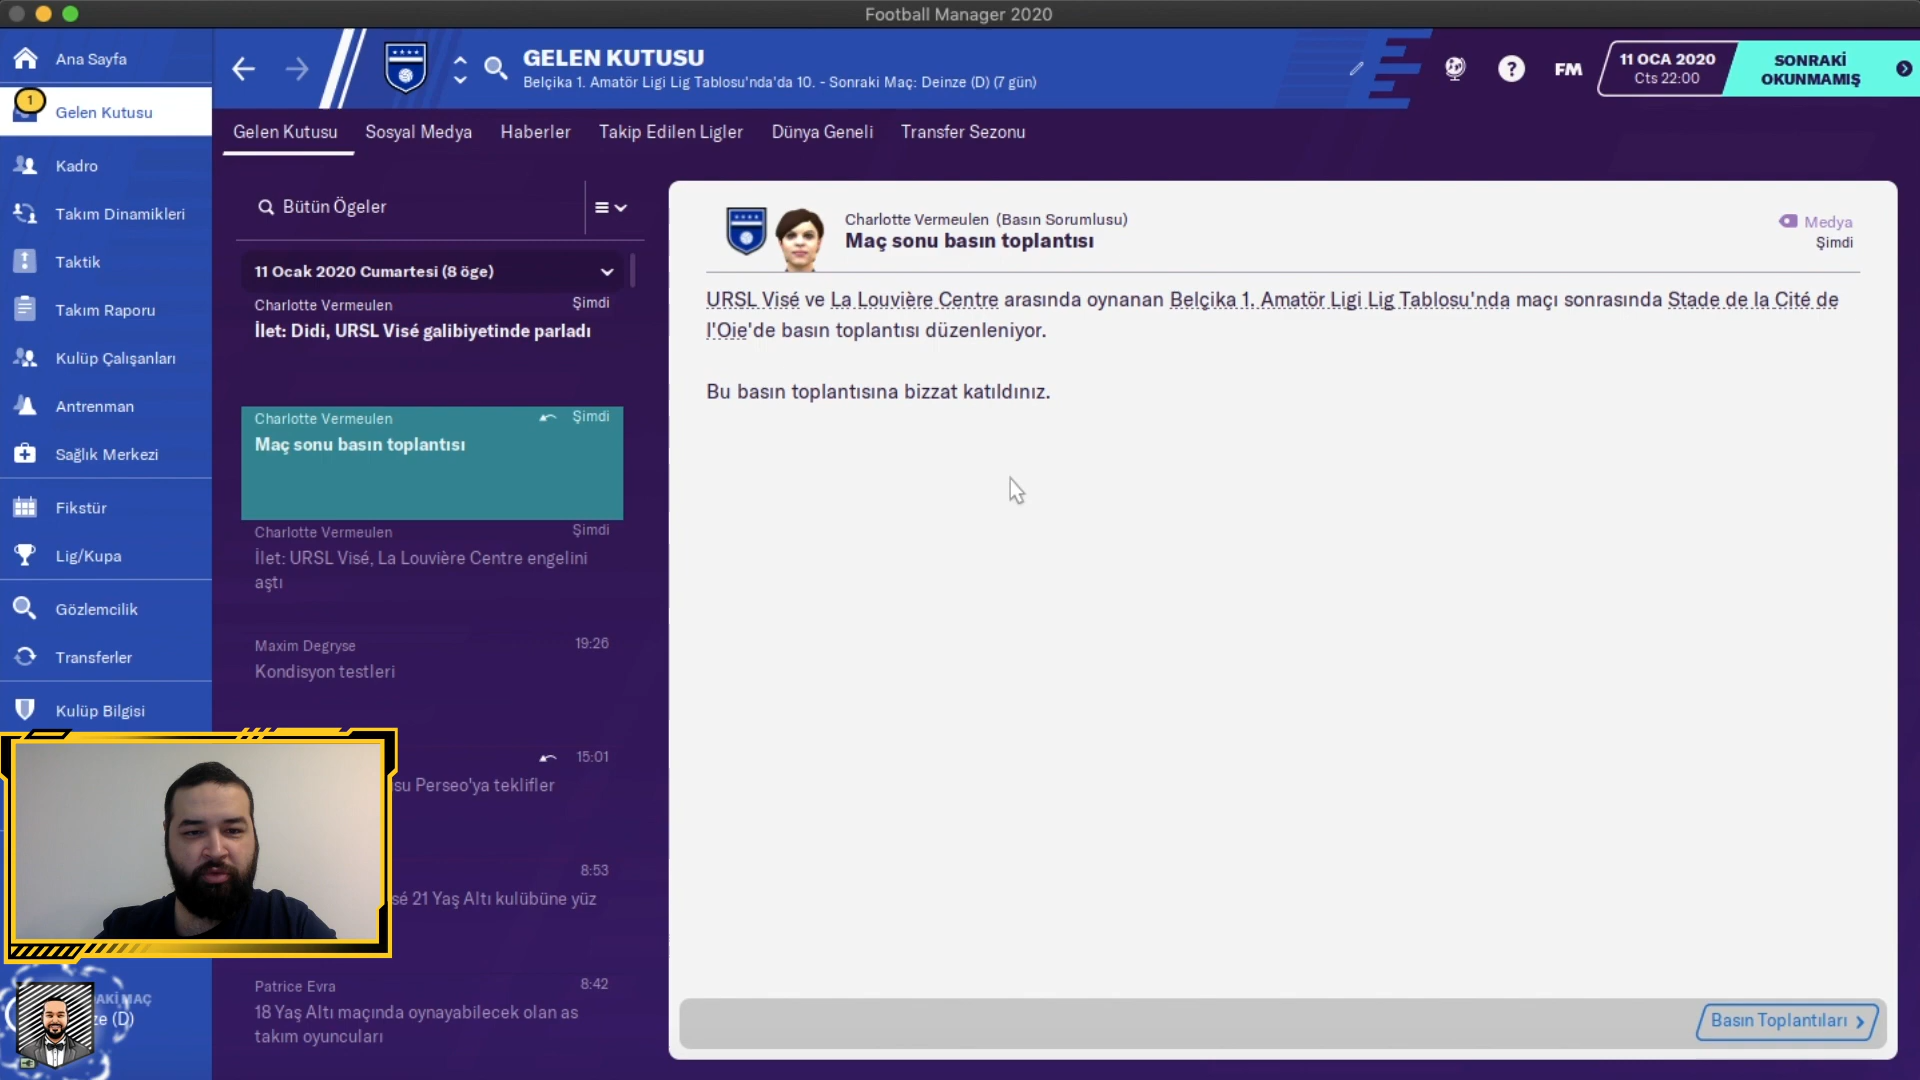 Football Manager 2020
Ana Sayfa
1
Gelen Kutusu
Kadro
Takım Dinamikleri
Taktik
Takım Raporu
Kulüp Çalışanları
Antrenman
Sağlık Merkezi
Fikstür
Lig/Kupa
Gözlemcilik
Transferler
Kulüp Bilgisi
AKİ MAÇ
ze (D)
GELEN KUTUSU
Belçika 1. Amatör Ligi Lig Tablosu'nda'da 10. - Sonraki Maç: Deinze (D) (7 gün)
?
FM
11 OCA 2020
Cts 22:00
SONRAKİ
OKUNMAMIŞ
Gelen Kutusu
Sosyal Medya
Haberler
Takip Edilen Ligler
Dünya Geneli
Transfer Sezonu
Bütün Ögeler
11 Ocak 2020 Cumartesi (8 öge)
Charlotte Vermeulen
Şimdi
İlet: Didi, URSL Visé galibiyetinde parladı
Charlotte Vermeulen
Şimdi
Maç sonu basın toplantısı
Charlotte Vermeulen
Şimdi
İlet: URSL Visé, La Louvière Centre engelini
aştı
Maxim Degryse
19:26
Kondisyon testleri
15:01
su Perseo'ya teklifler
8:53
sé 21 Yaş Altı kulübüne yüz
Patrice Evra
8:42
18 Yaş Altı maçında oynayabilecek olan as
takım oyuncuları
Charlotte Vermeulen (Basın Sorumlusu)
Maç sonu basın toplantısı
Medya
Şimdi
URSL Visé ve La Louvière Centre arasında oynanan Belçika 1. Amatör Ligi Lig Tablosu'nda maçı sonrasında Stade de la Cité de
l'Oie'de basın toplantısı düzenleniyor.
Bu basın toplantısına bizzat katıldınız.
Basın Toplantıları